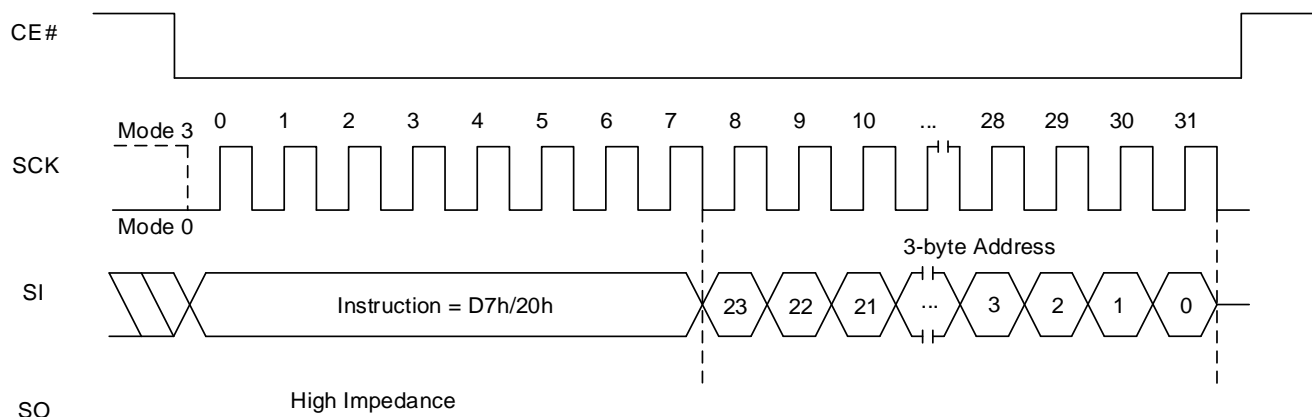 CE#
0 1 2 3 4 5 6 7 8 9 10 ... 28 29 30 31
Mode 3
SCK
Mode 0
3-byte Address
SI
Instruction = D7h/20h 23 22 21 ... 3 2 1 0
High Impedance
SO